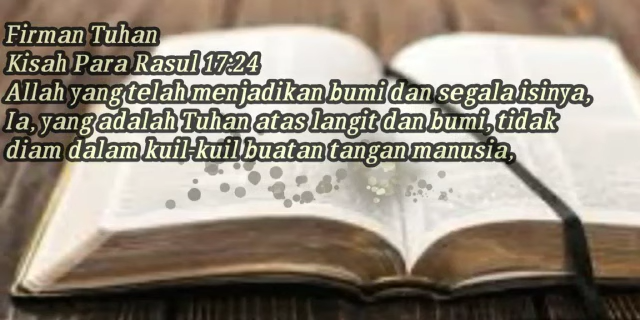 Firman Tuhan
Kisah Para Rasul 17:24
Allah yang telah menjadikan bumi dan segala isinya,
Ia, yang adalah Tuhan atas langit dan bumi, tidak
diam dalam kuil-kuil buatan tangan manusia,